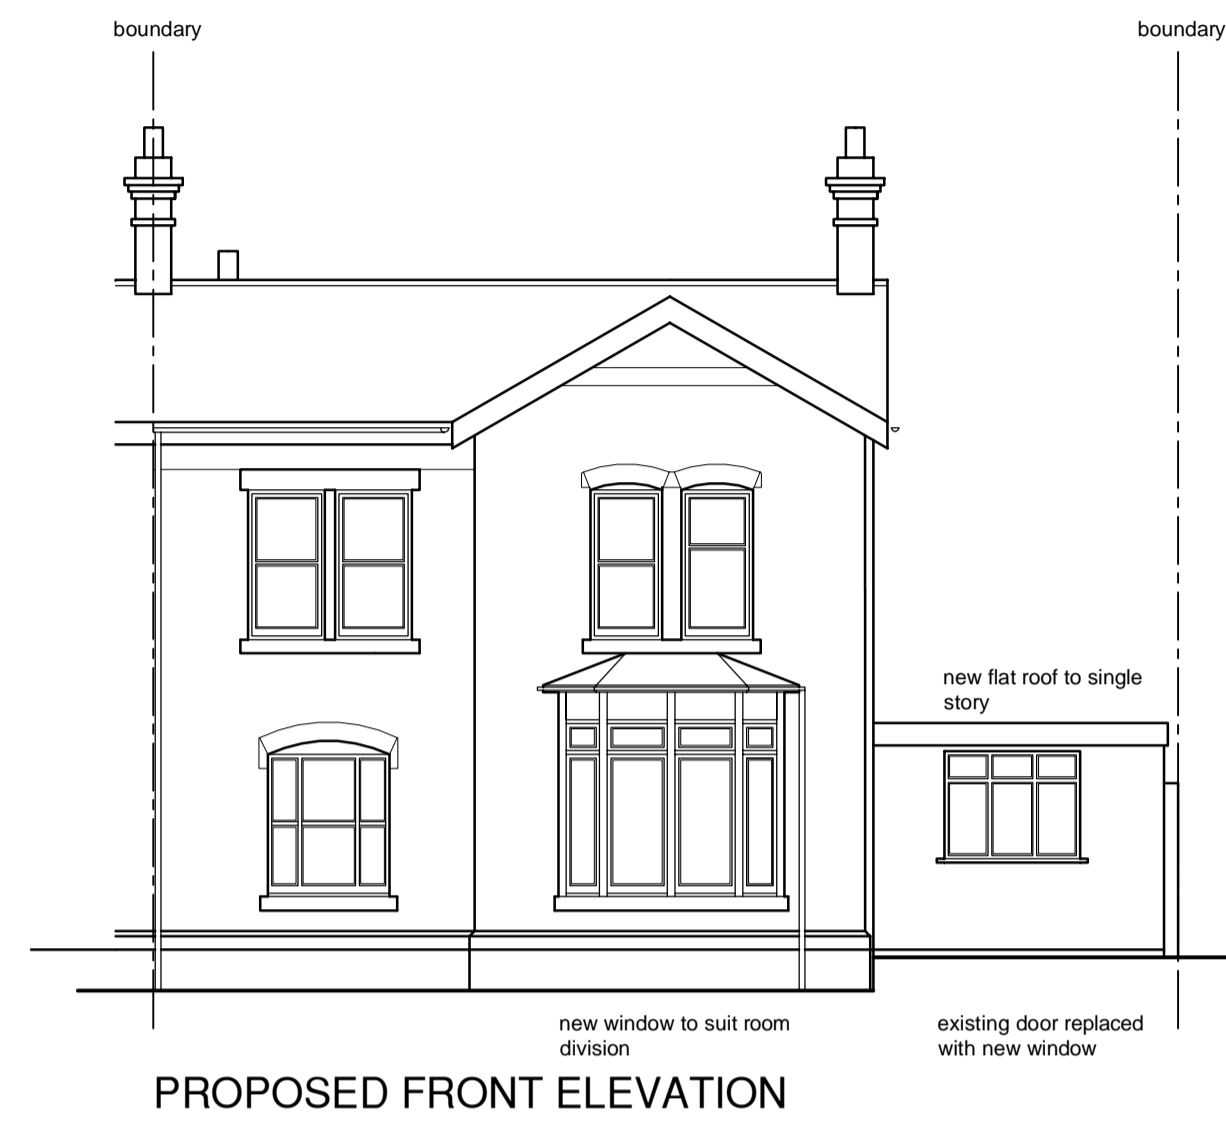 boundary
boundary
new flat roof to single
story
new window to suit room
division
existing door replaced
with new window
PROPOSED FRONT ELEVATION